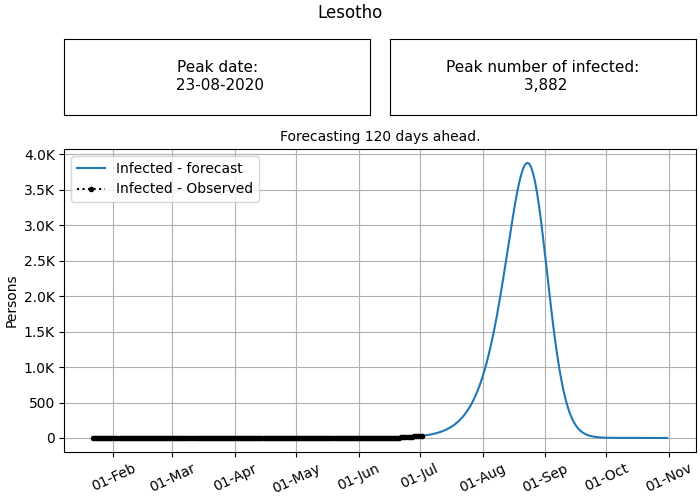 Lesotho
Peak date:
23-08-2020
Peak number of infected:
3,882
Forecasting 120 days ahead.
Infected - forecast
Infected - Observed
Persons
4.0K
3.5K
3.0K
2.5K
2.0K
1.5K
1.0K
500
0
01-Feb
01-Mar
01-Apr
01-May
01-Jun
01-Jul
01-Aug
01-Sep
01-Oct
01-Nov